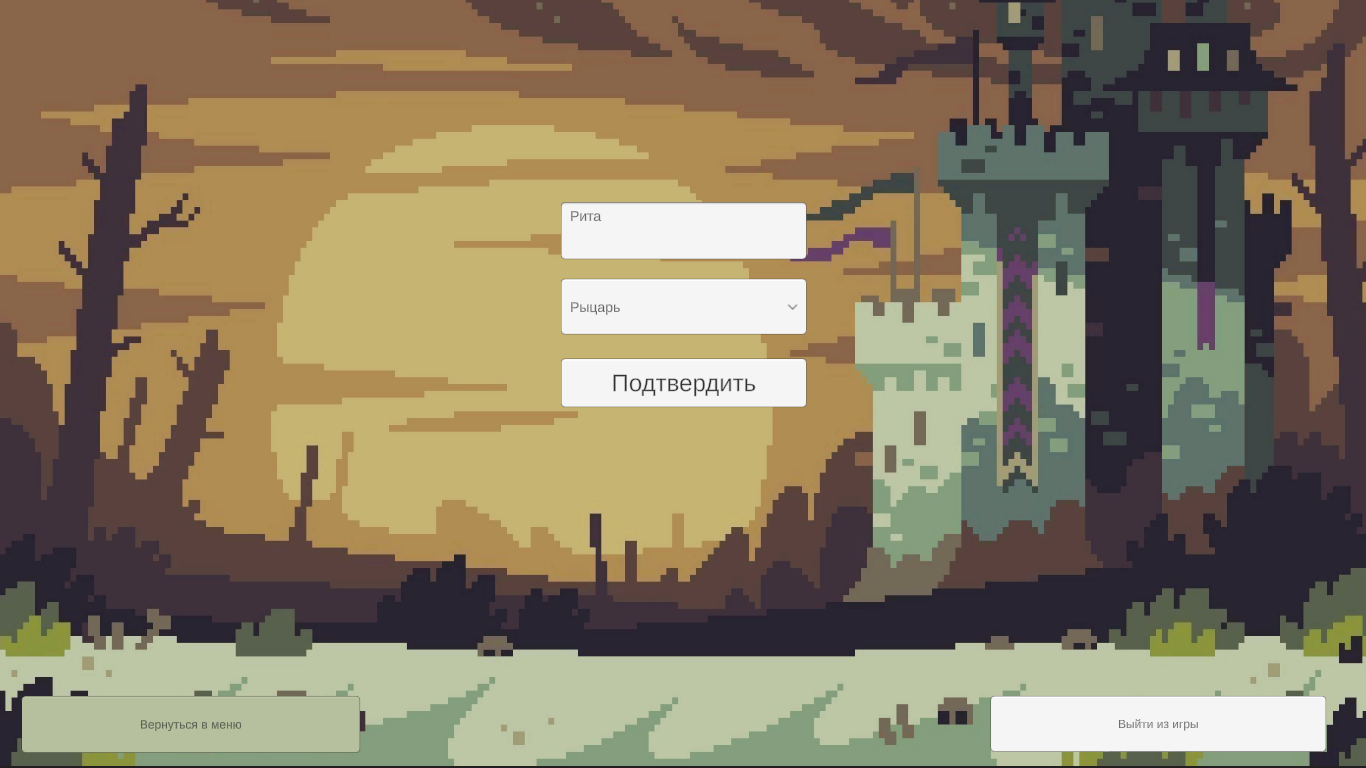 Рита
Рыцарь
Подтвердить
Вернуться в меню
Выйти из игры